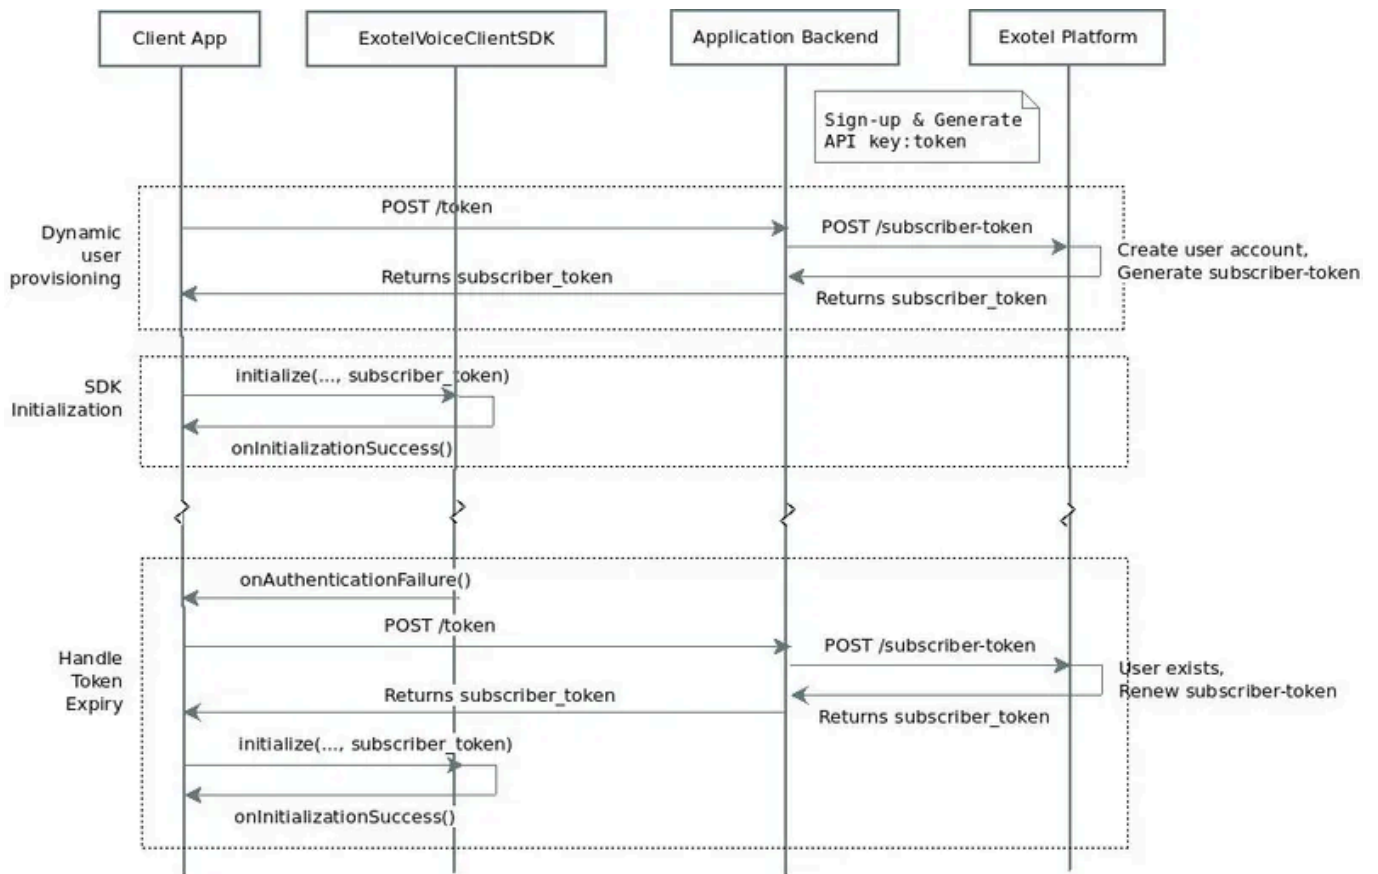 Client App
ExotelVoiceClientSDK
Application Backend
Exotel Platform
Sign-up & Generate
API key:token
Dynamic
user
provisioning
POST /token
POST /subscriber-token
Create user account,
Generate subscriber-token
Returns subscriber_token
Returns subscriber_token
SDK
Initialization
initialize(..., subscriber_token)
onInitializationSuccess()
Handle
Token
Expiry
onAuthenticationFailure()
POST /token
POST /subscriber-token
User exists,
Renew subscriber-token
Returns subscriber_token
Returns subscriber_token
initialize(..., subscriber_token)
onInitializationSuccess()